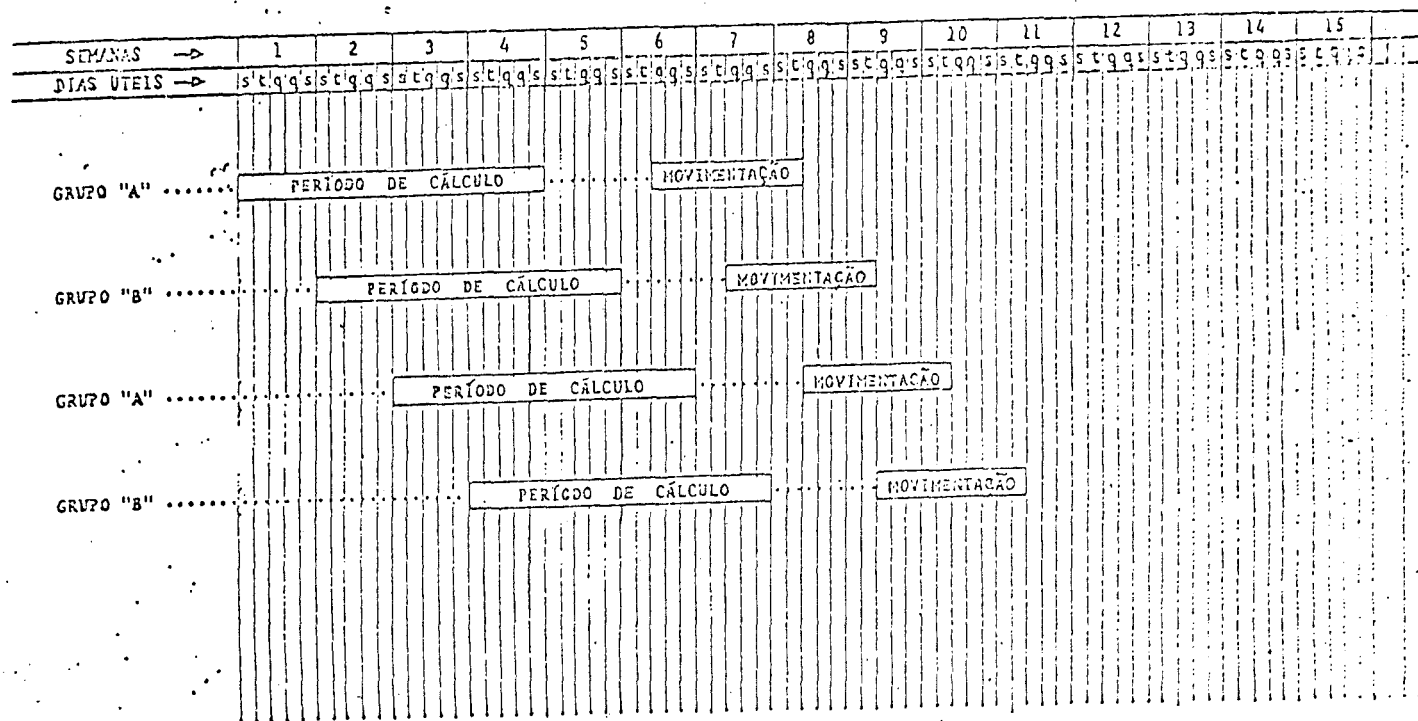 SEMANAS 1 2 3 4 5 6 7 8 9 10 11 12 13 14 15
DIAS UTEIS s t q q s s t q q s s t q q s s t q q s s t q q s s t q q s s t q q s s t q q s s t q q s s t q q s s t q q s s t q q s s t q q s s t q q s s t q
GRUPO "A" PERÍODO DE CÁLCULO MOVIMENTAÇÃO
GRUPO "B" PERÍODO DE CÁLCULO MOVIMENTAÇÃO
GRUPO "A" PERÍODO DE CÁLCULO MOVIMENTAÇÃO
GRUPO "B" PERÍODO DE CÁLCULO MOVIMENTAÇÃO